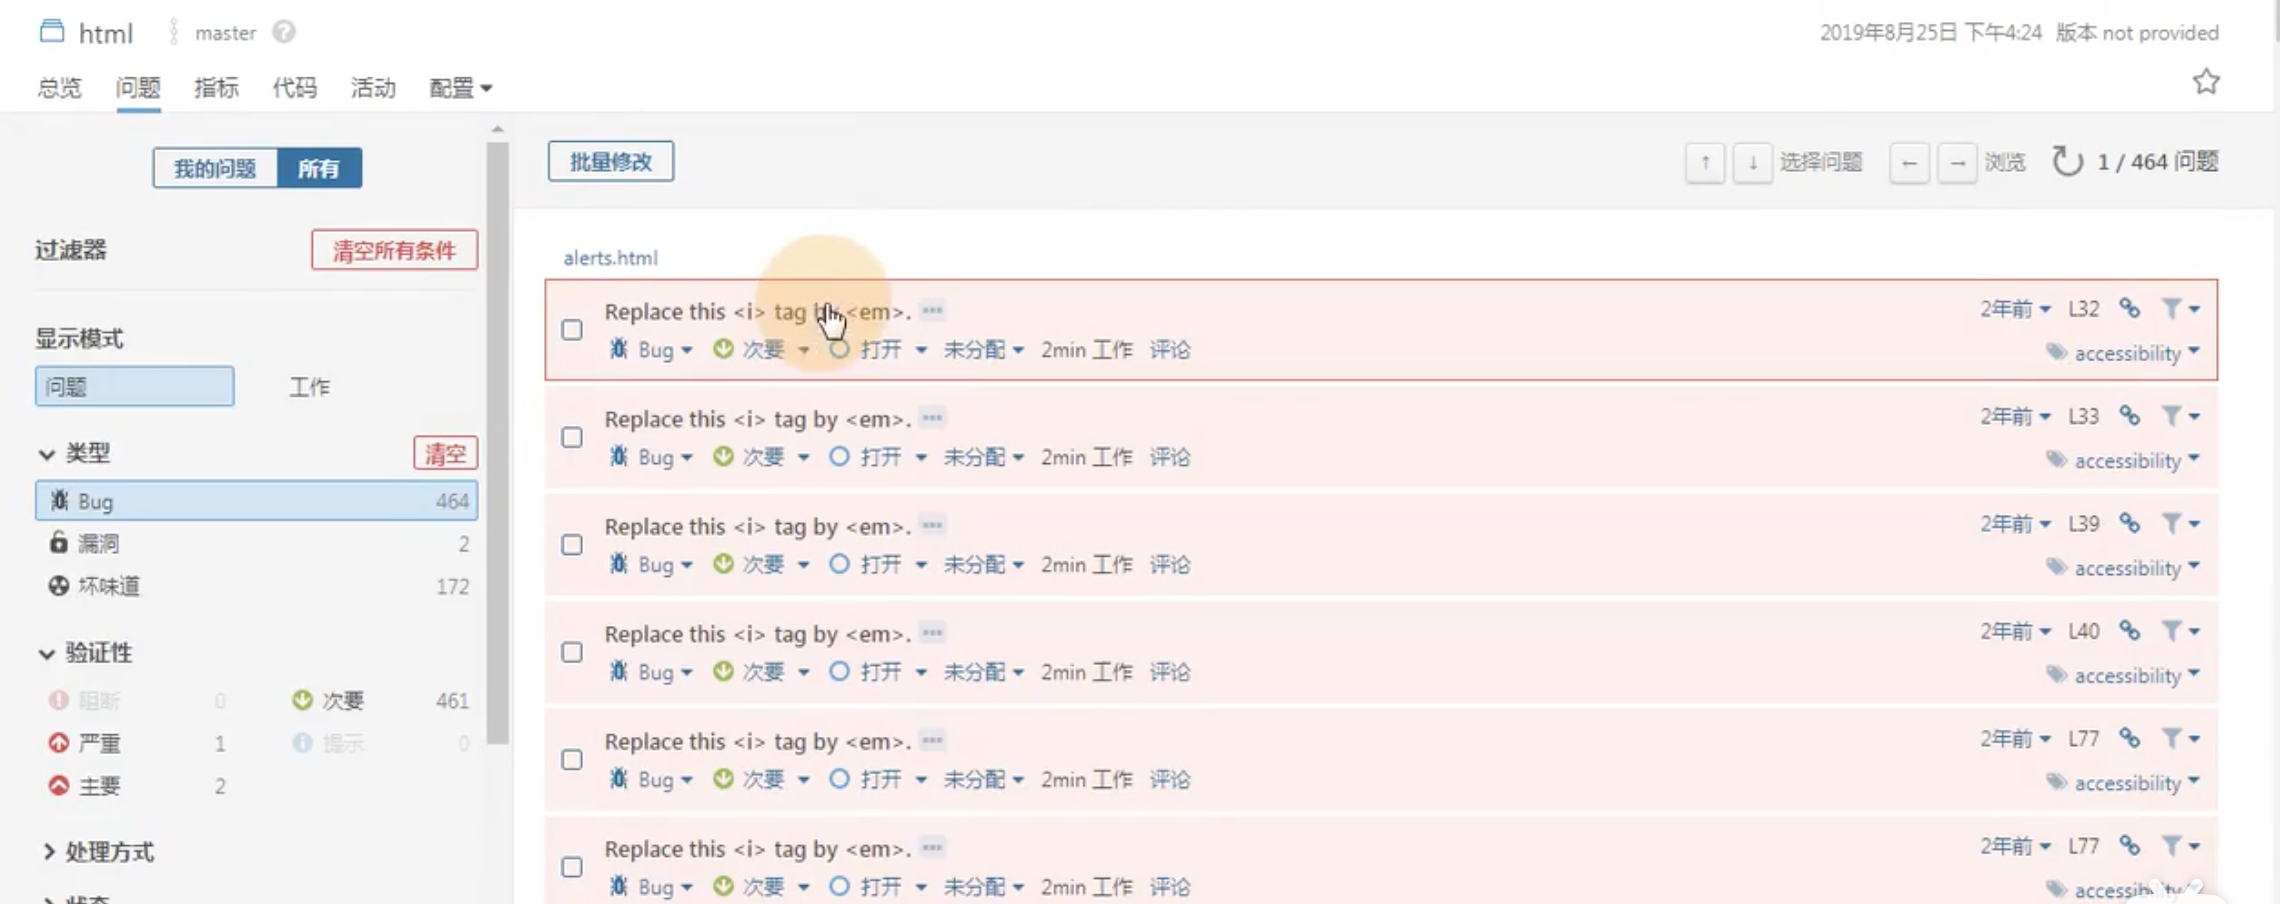 html master ?
2019年8月25日 下午4:24 版本 not provided
总览 问题 指标 代码 活动 配置
我的问题 所有
批量修改
↑ ↓ 选择问题 ← → 浏览 1 / 464 问题
过滤器 清空所有条件
显示模式
问题 工作
类型 清空
Bug 464
漏洞 2
坏味道 172
验证性
阻断 0 次要 461
严重 1 提示 0
主要 2
处理方式
状态
alerts.html
Replace this <i> tag by <em>. ••• 2年前 L32
Bug 次要 打开 未分配 2min 工作 评论 accessibility
Replace this <i> tag by <em>. ••• 2年前 L33
Bug 次要 打开 未分配 2min 工作 评论 accessibility
Replace this <i> tag by <em>. ••• 2年前 L39
Bug 次要 打开 未分配 2min 工作 评论 accessibility
Replace this <i> tag by <em>. ••• 2年前 L40
Bug 次要 打开 未分配 2min 工作 评论 accessibility
Replace this <i> tag by <em>. ••• 2年前 L77
Bug 次要 打开 未分配 2min 工作 评论 accessibility
Replace this <i> tag by <em>. ••• 2年前 L77
Bug 次要 打开 未分配 2min 工作 评论 accessibility